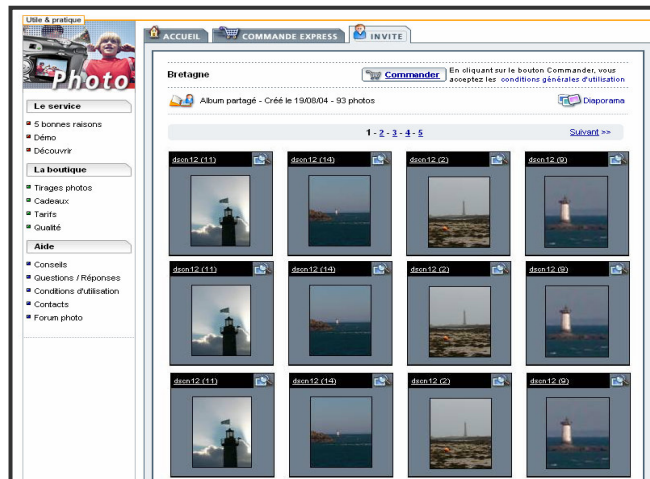 Utile & pratique
Photo
ACCUEIL
COMMANDE EXPRESS
INVITE
Le service
5 bonnes raisons
Démo
Découvrir
La boutique
Tirages photos
Cadeaux
Tarifs
Qualité
Aide
Conseils
Questions / Réponses
Conditions d'utilisation
Contacts
Forum photo
Bretagne
Commander
En cliquant sur le bouton Commander, vous
acceptez les conditions générales d'utilisation
Album partagé - Créé le 19/08/04 - 93 photos
Diaporama
1 - 2 - 3 - 4 - 5
Suivant >>
dscn12 (11)
dscn12 (14)
dscn12 (2)
dscn12 (9)
dscn12 (11)
dscn12 (14)
dscn12 (2)
dscn12 (9)
dscn12 (11)
dscn12 (14)
dscn12 (2)
dscn12 (9)